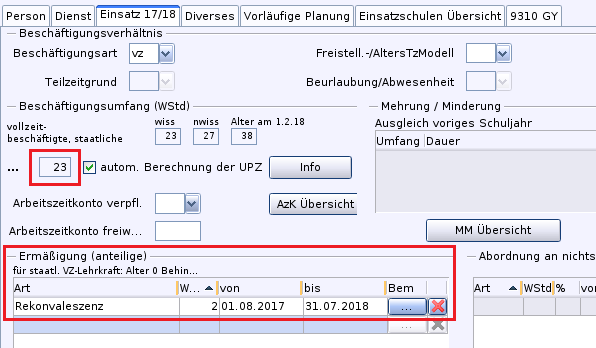 Person Dienst Einsatz 17/18 Diverses Vorläufige Planung Einsatzschulen Übersicht 9310 GY
Beschäftigungsverhältnis
Beschäftigungsart vz Freistell.-/AltersTzModell
Teilzeitgrund Beurlaubung/Abwesenheit
Beschäftigungsumfang (WStd) Mehrung / Minderung
wiss nwiss Alter am 1.2.18 Ausgleich voriges Schuljahr
vollzeit-
beschäftigte, staatliche 23 27 38 Umfang Dauer
... 23 autom. Berechnung der UPZ Info
Arbeitszeitkonto verpfl. AzK Übersicht
Arbeitszeitkonto freiw... MM Übersicht
Ermäßigung (anteilige) Abordnung an nichts
für staatl. VZ-Lehrkraft: Alter 0 Behin...
Art W... von bis Bem Art WStd % vor
Rekonvaleszenz 2 01.08.2017 31.07.2018 ...
...